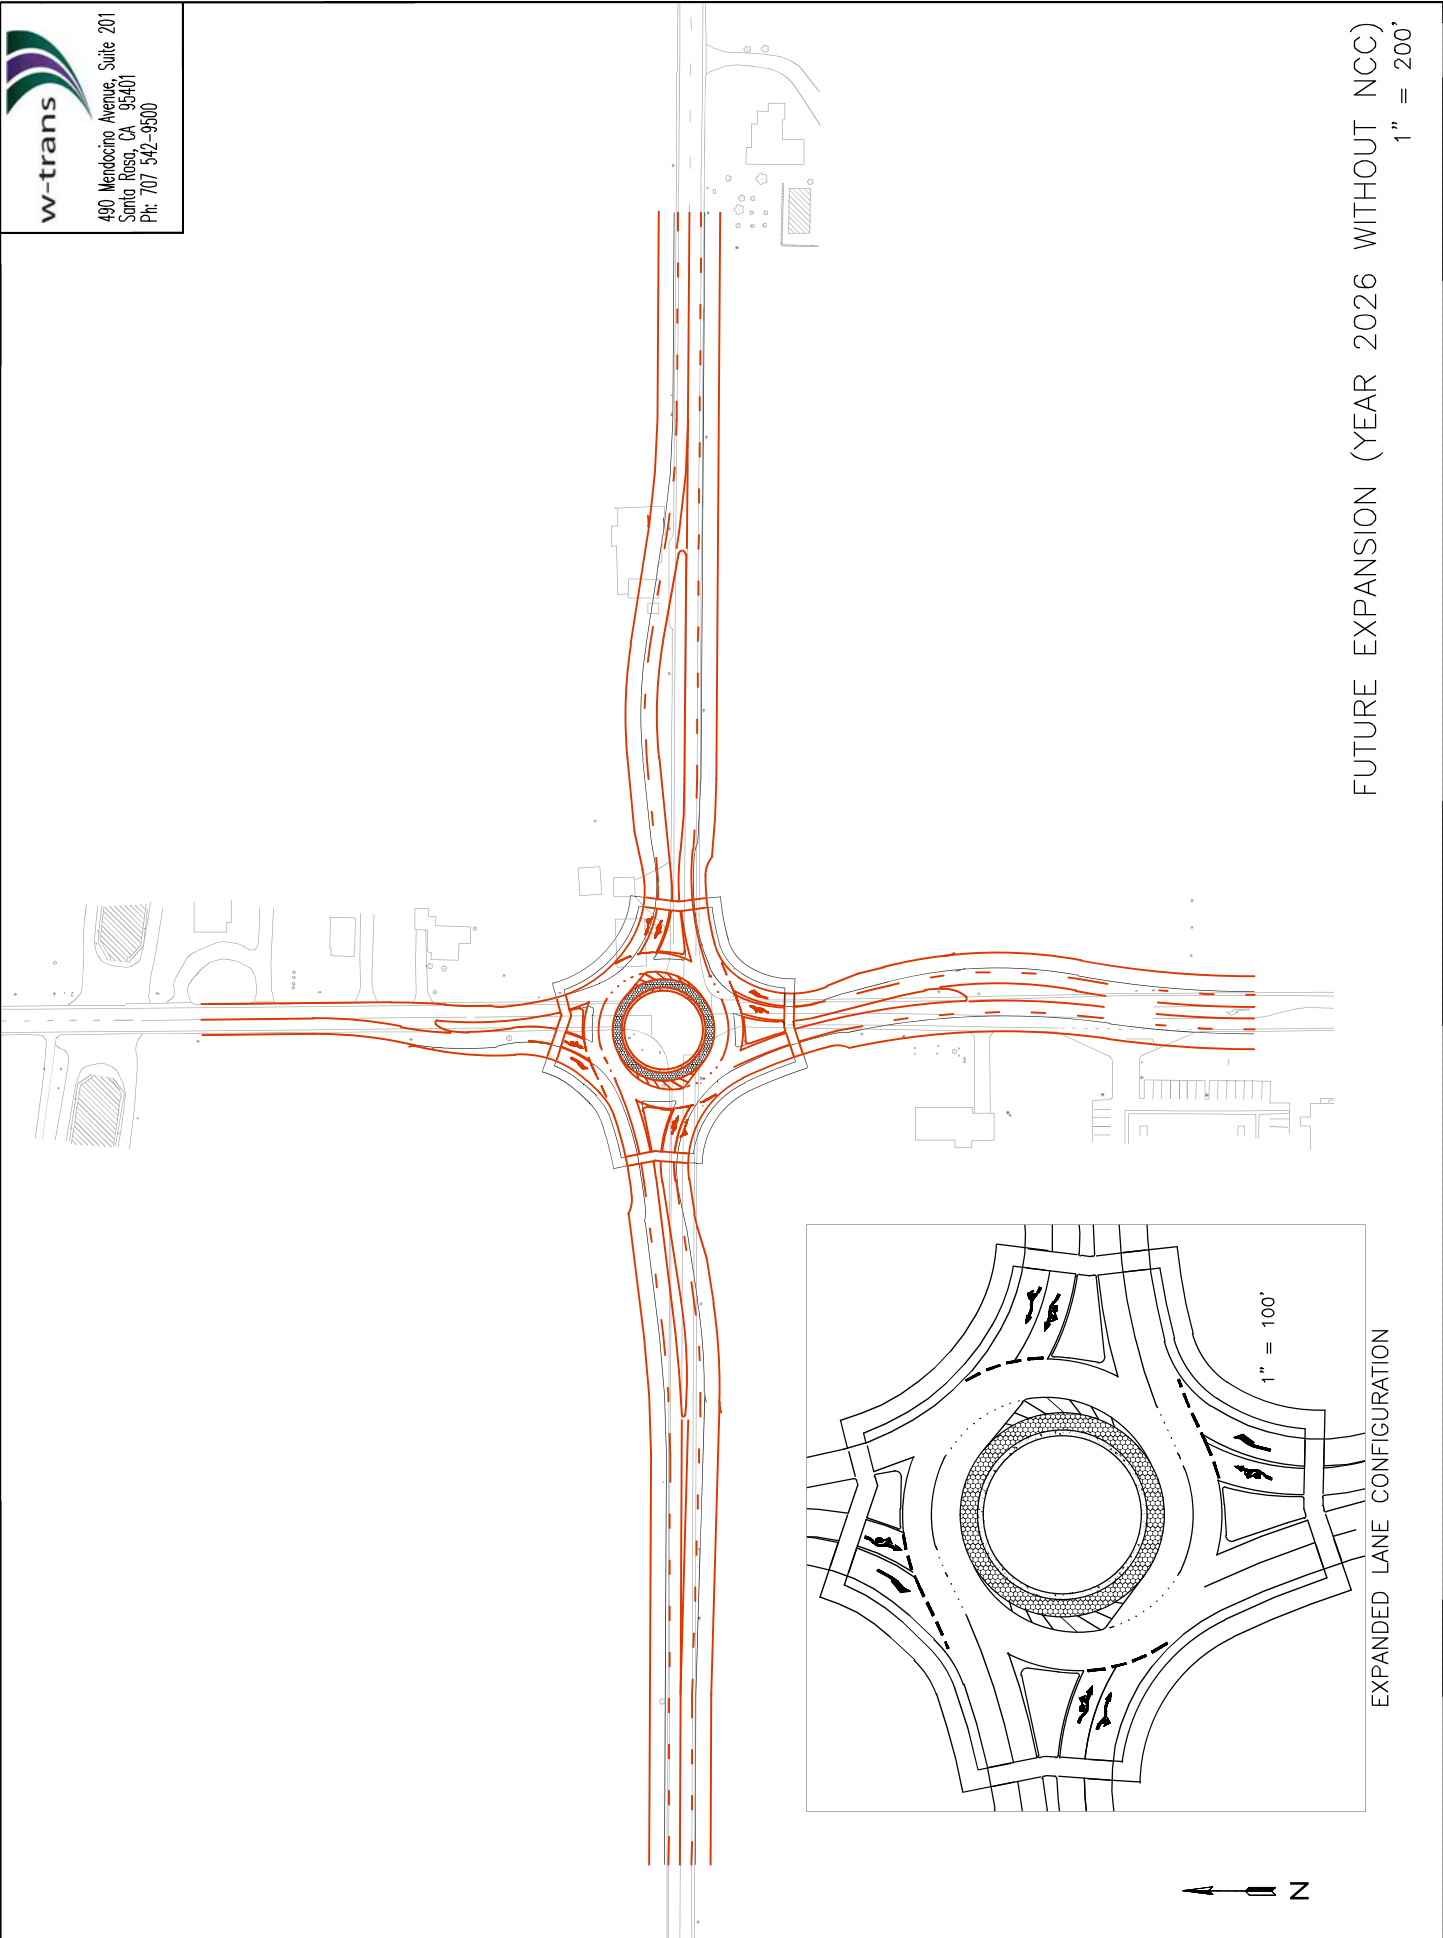 w-trans
490 Mendocino Avenue, Suite 201
Santa Rosa, CA 95401
Ph: 707 542-9500
FUTURE EXPANSION (YEAR 2026 WITHOUT NCC)
1" = 200'
1" = 100'
EXPANDED LANE CONFIGURATION
N